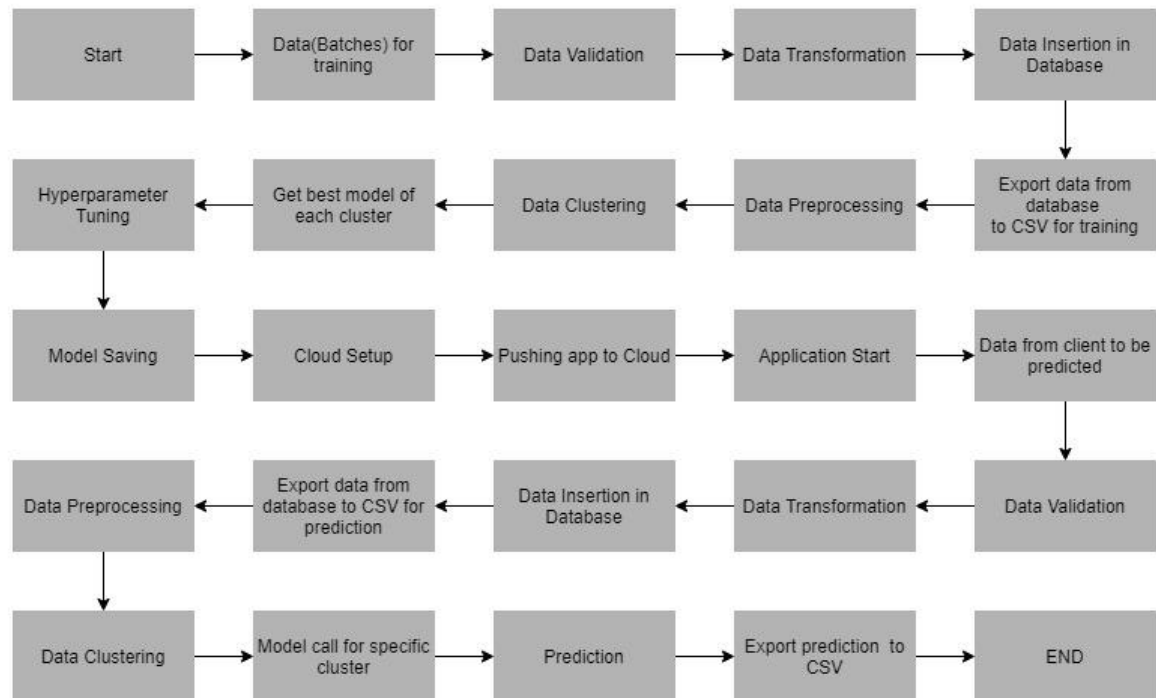 Start
Data(Batches) for
training
Data Validation
Data Transformation
Data Insertion in
Database
Export data from
database
to CSV for training
Data Preprocessing
Data Clustering
Get best model of
each cluster
Hyperparameter
Tuning
Model Saving
Cloud Setup
Pushing app to Cloud
Application Start
Data from client to be
predicted
Data Validation
Data Transformation
Data Insertion in
Database
Export data from
database to CSV for
prediction
Data Preprocessing
Data Clustering
Model call for specific
cluster
Prediction
Export prediction to
CSV
END